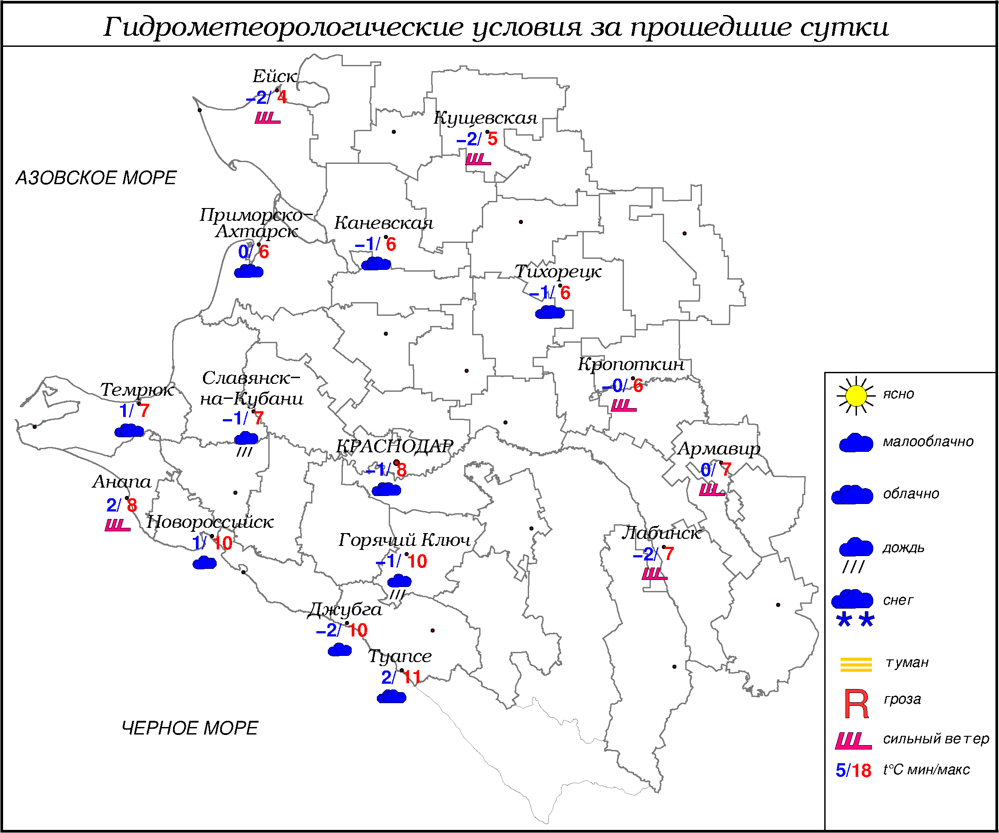 Гидрометеорологические условия за прошедшие сутки
Ейск
-2/ 4
Кущевская
-2/ 5
АЗОВСКОЕ МОРЕ
Приморско-
Ахтарск
0/ 6
Каневская
-1/ 6
Тихорецк
-1/ 6
Кропоткин
-0/ 6
Темрюк
1/ 7
Славянск-
на-Кубани
-1/ 7
КРАСНОДАР
-1/ 8
Армавир
0/ 7
Анапа
2/ 8
Новороссийск
1/ 10
Горячий Ключ
-1/ 10
Лабинск
-2/ 7
Джубга
-2/ 10
Туапсе
2/ 11
ЧЕРНОЕ МОРЕ
ясно
малооблачно
облачно
дождь
снег
туман
R гроза
сильный ветер
5/18 t°C мин/макс